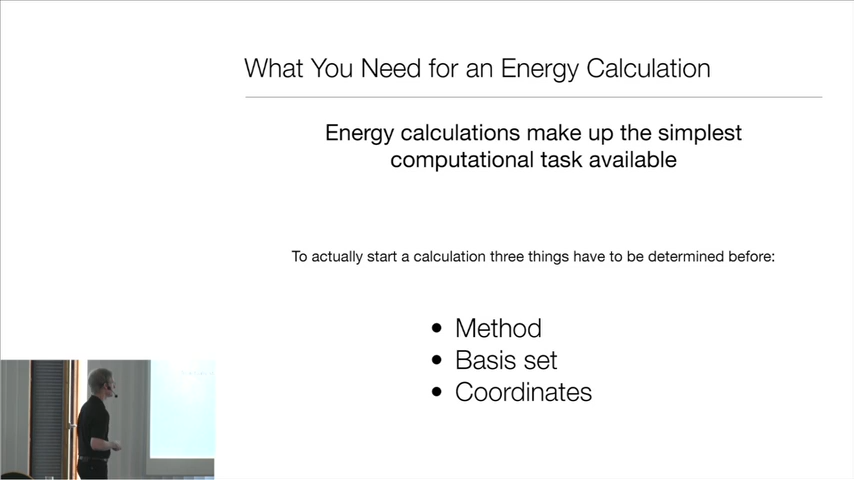 What You Need for an Energy Calculation
Energy calculations make up the simplest
computational task available
To actually start a calculation three things have to be determined before:
• Method
• Basis set
• Coordinates